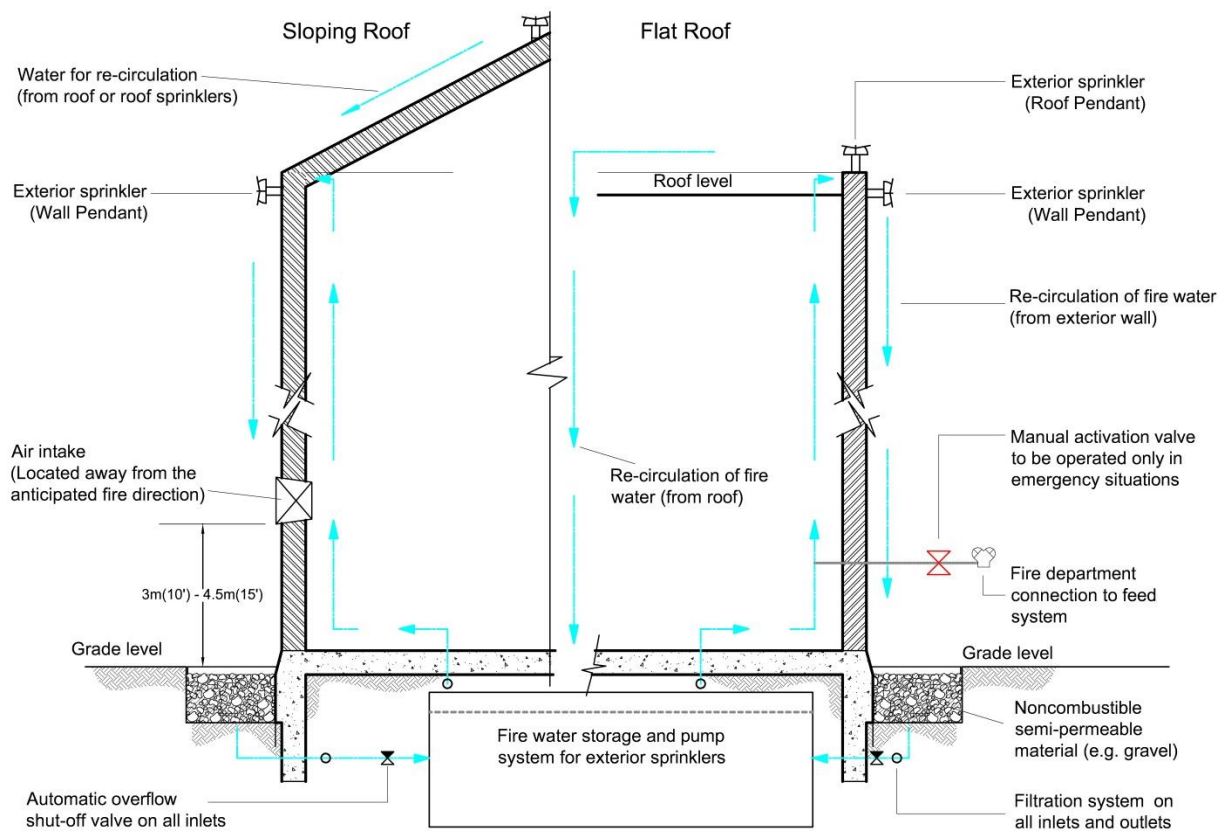 Sloping Roof
Flat Roof
Water for re-circulation
(from roof or roof sprinklers)
Exterior sprinkler
(Roof Pendant)
Exterior sprinkler
(Wall Pendant)
Roof level
Exterior sprinkler
(Wall Pendant)
Re-circulation of fire water
(from exterior wall)
Air intake
(Located away from the
anticipated fire direction)
Re-circulation of fire
water (from roof)
Manual activation valve
to be operated only in
emergency situations
3m(10') - 4.5m(15')
Fire department
connection to feed
system
Grade level
Grade level
Fire water storage and pump
system for exterior sprinklers
Noncombustible
semi-permeable
material (e.g. gravel)
Automatic overflow
shut-off valve on all inlets
Filtration system on
all inlets and outlets